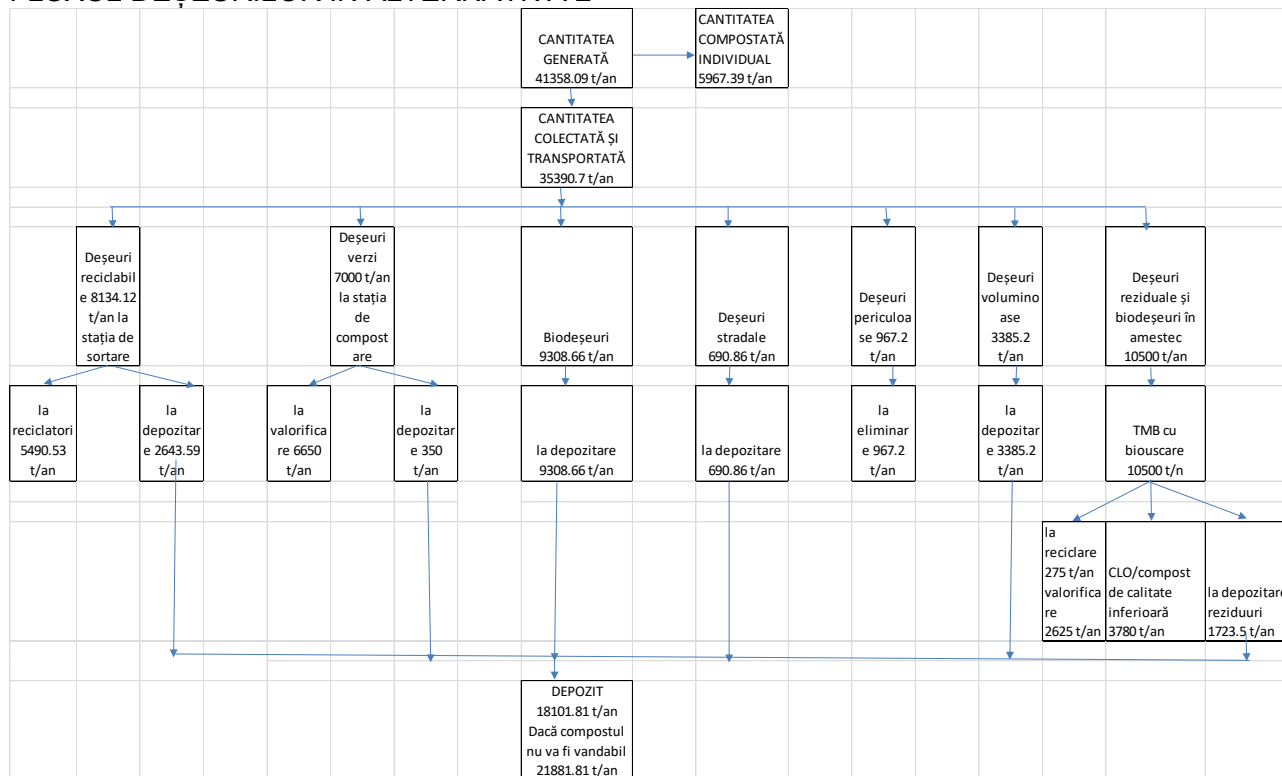 DEȘEURILOR
CANTITATEA
GENERATĂ
41358.09 t/an
CANTITATEA
COMPOSTATĂ
INDIVIDUAL
5967.39 t/an
CANTITATEA
COLECTATĂ ȘI
TRANSPORTATĂ
35390.7 t/an
Deșeuri
reciclabil
e 8134.12
t/an la
stația de
sortare
Deșeuri
verzi
7000 t/an
la stația
de
compost
are
Biodeșeuri
9308.66 t/an
Deșeuri
stradale
690.86 t/an
Deșeuri
periculoa
se 967.2
t/an
Deșeuri
volumino
ase
3385.2
t/an
Deșeuri
reziduale și
biodeșeuri în
amestec
10500 t/an
la
reciclatori
5490.53
t/an
la
depozitar
e 2643.59
t/an
la
valorifica
re 6650
t/an
la
depozitar
e 350
t/an
la depozitare
9308.66 t/an
la depozitare
690.86 t/an
la
eliminar
e 967.2
t/an
la
depozitar
e 3385.2
t/an
TMB cu
biouscare
10500 t/n
la
reciclare
275 t/an
valorifica
re
2625 t/an
CLO/compost
de calitate
inferioară
3780 t/an
la depozitare
reziduuri
1723.5 t/an
DEPOZIT
18101.81 t/an
Dacă compostul
nu va fi vandabil
21881.81 t/an